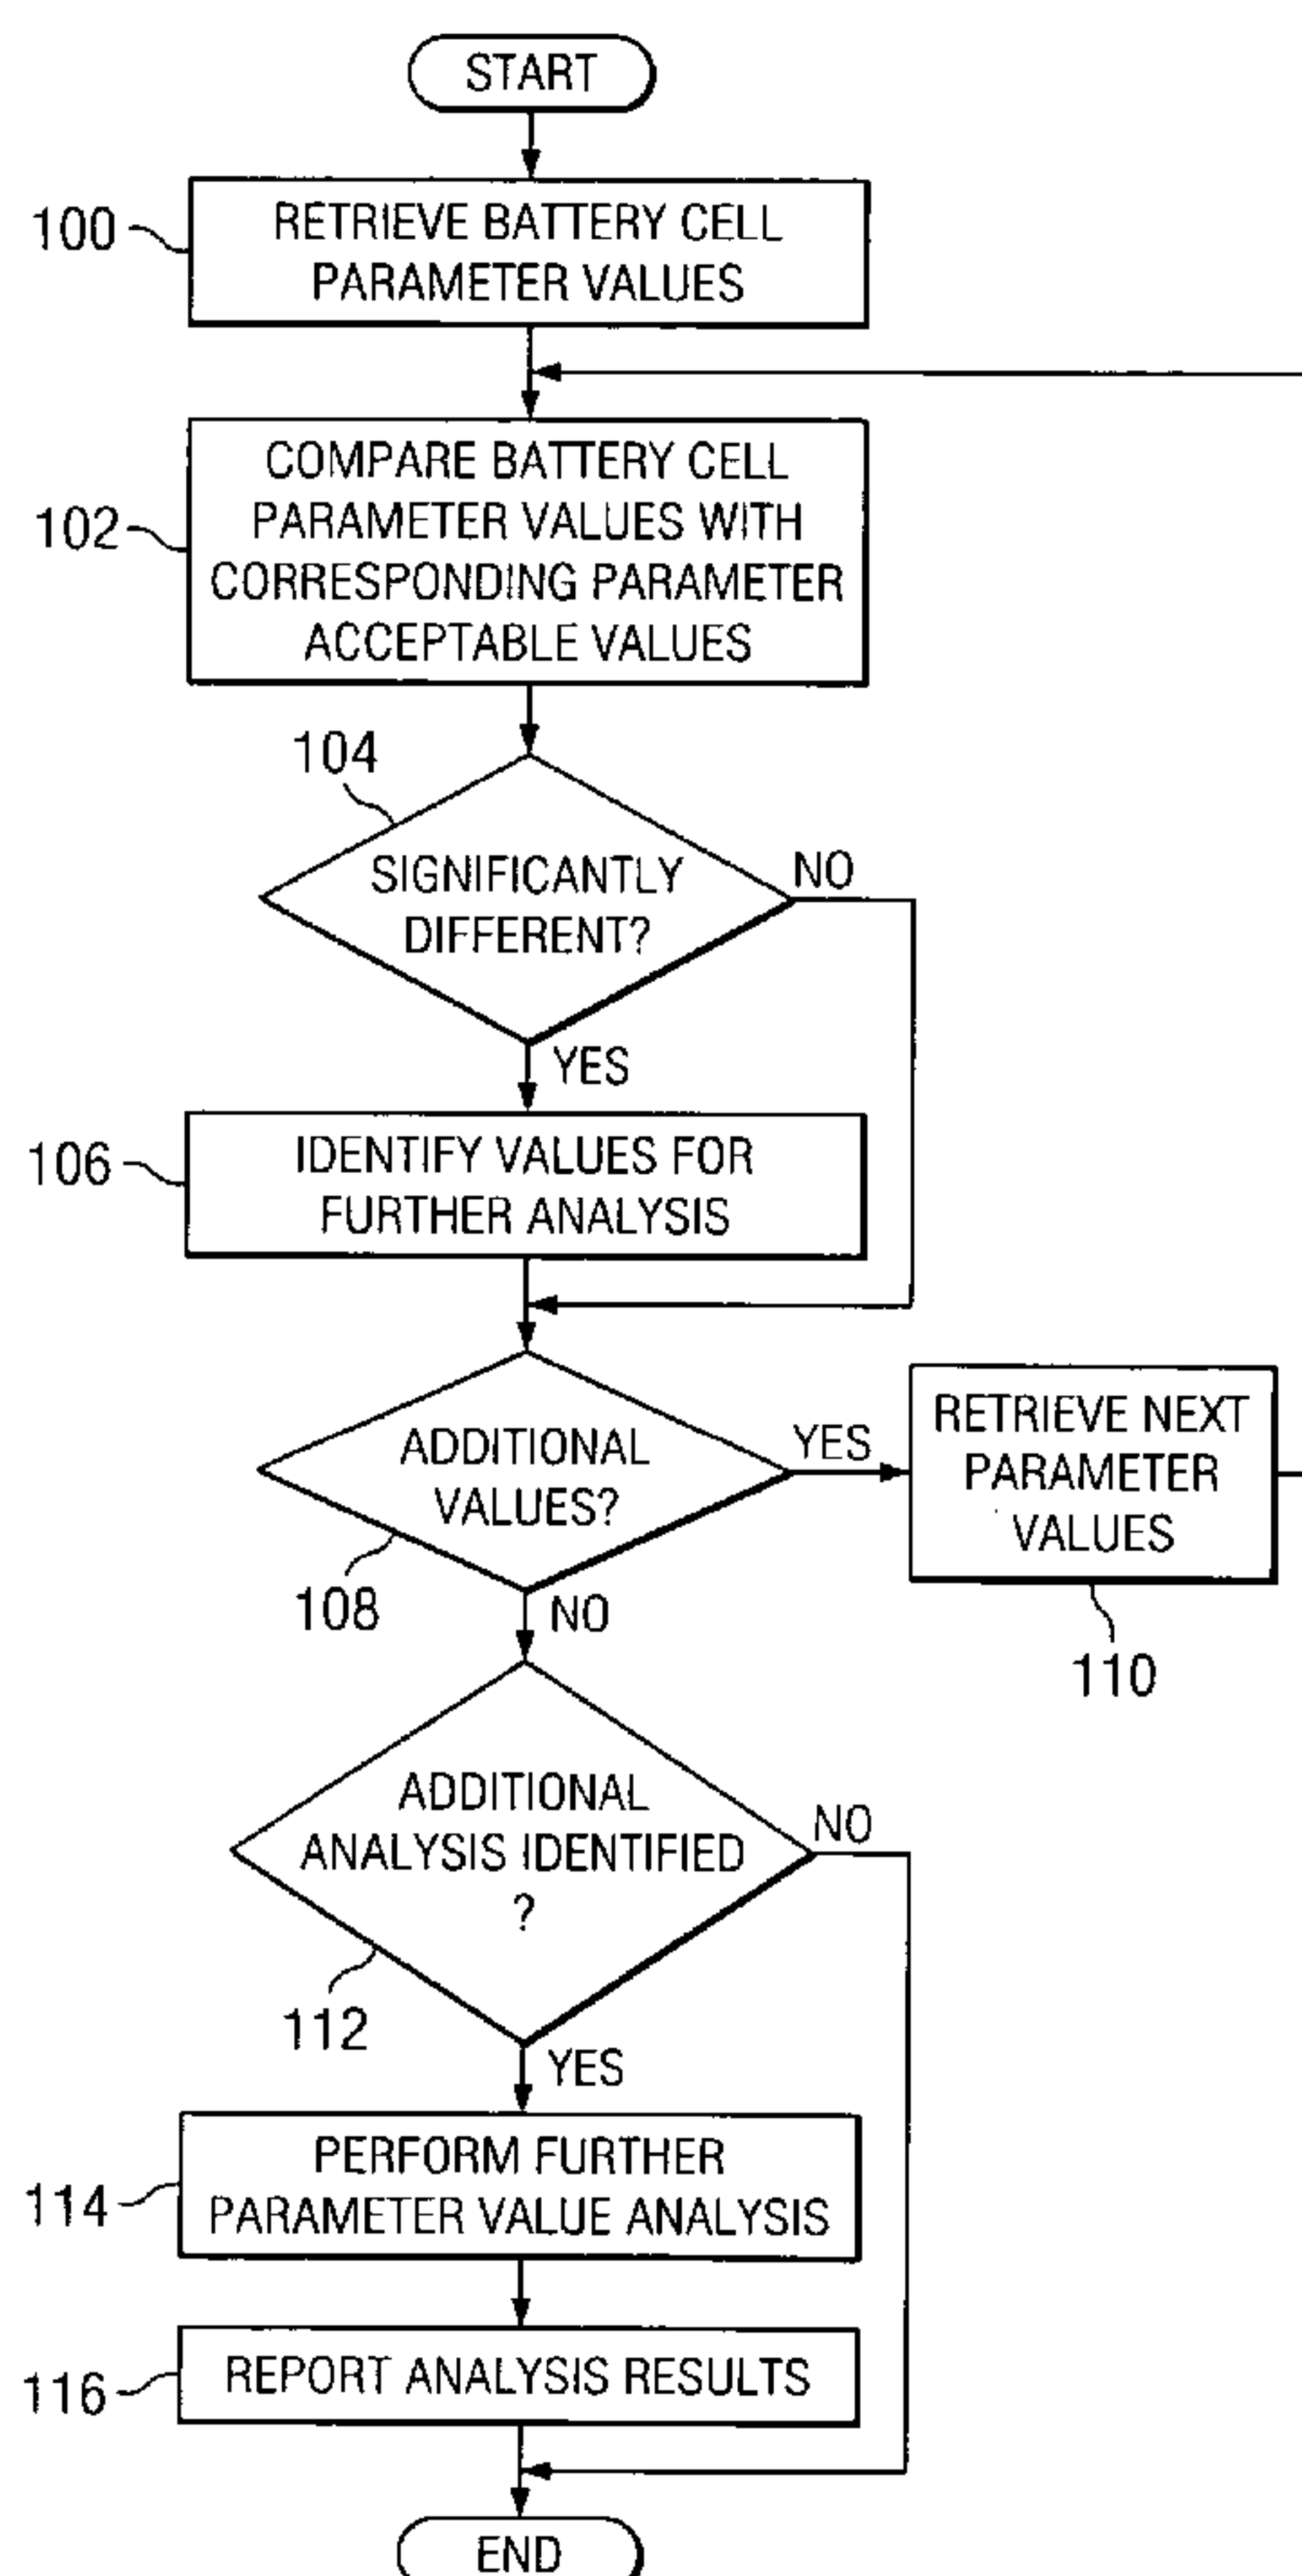 START
100
RETRIEVE BATTERY CELL
PARAMETER VALUES
102
COMPARE BATTERY CELL
PARAMETER VALUES WITH
CORRESPONDING PARAMETER
ACCEPTABLE VALUES
104
SIGNIFICANTLY
DIFFERENT?
NO
YES
106
IDENTIFY VALUES FOR
FURTHER ANALYSIS
ADDITIONAL
VALUES?
YES
RETRIEVE NEXT
PARAMETER
VALUES
108
NO
110
ADDITIONAL
ANALYSIS IDENTIFIED
?
NO
112
YES
114
PERFORM FURTHER
PARAMETER VALUE ANALYSIS
116
REPORT ANALYSIS RESULTS
END